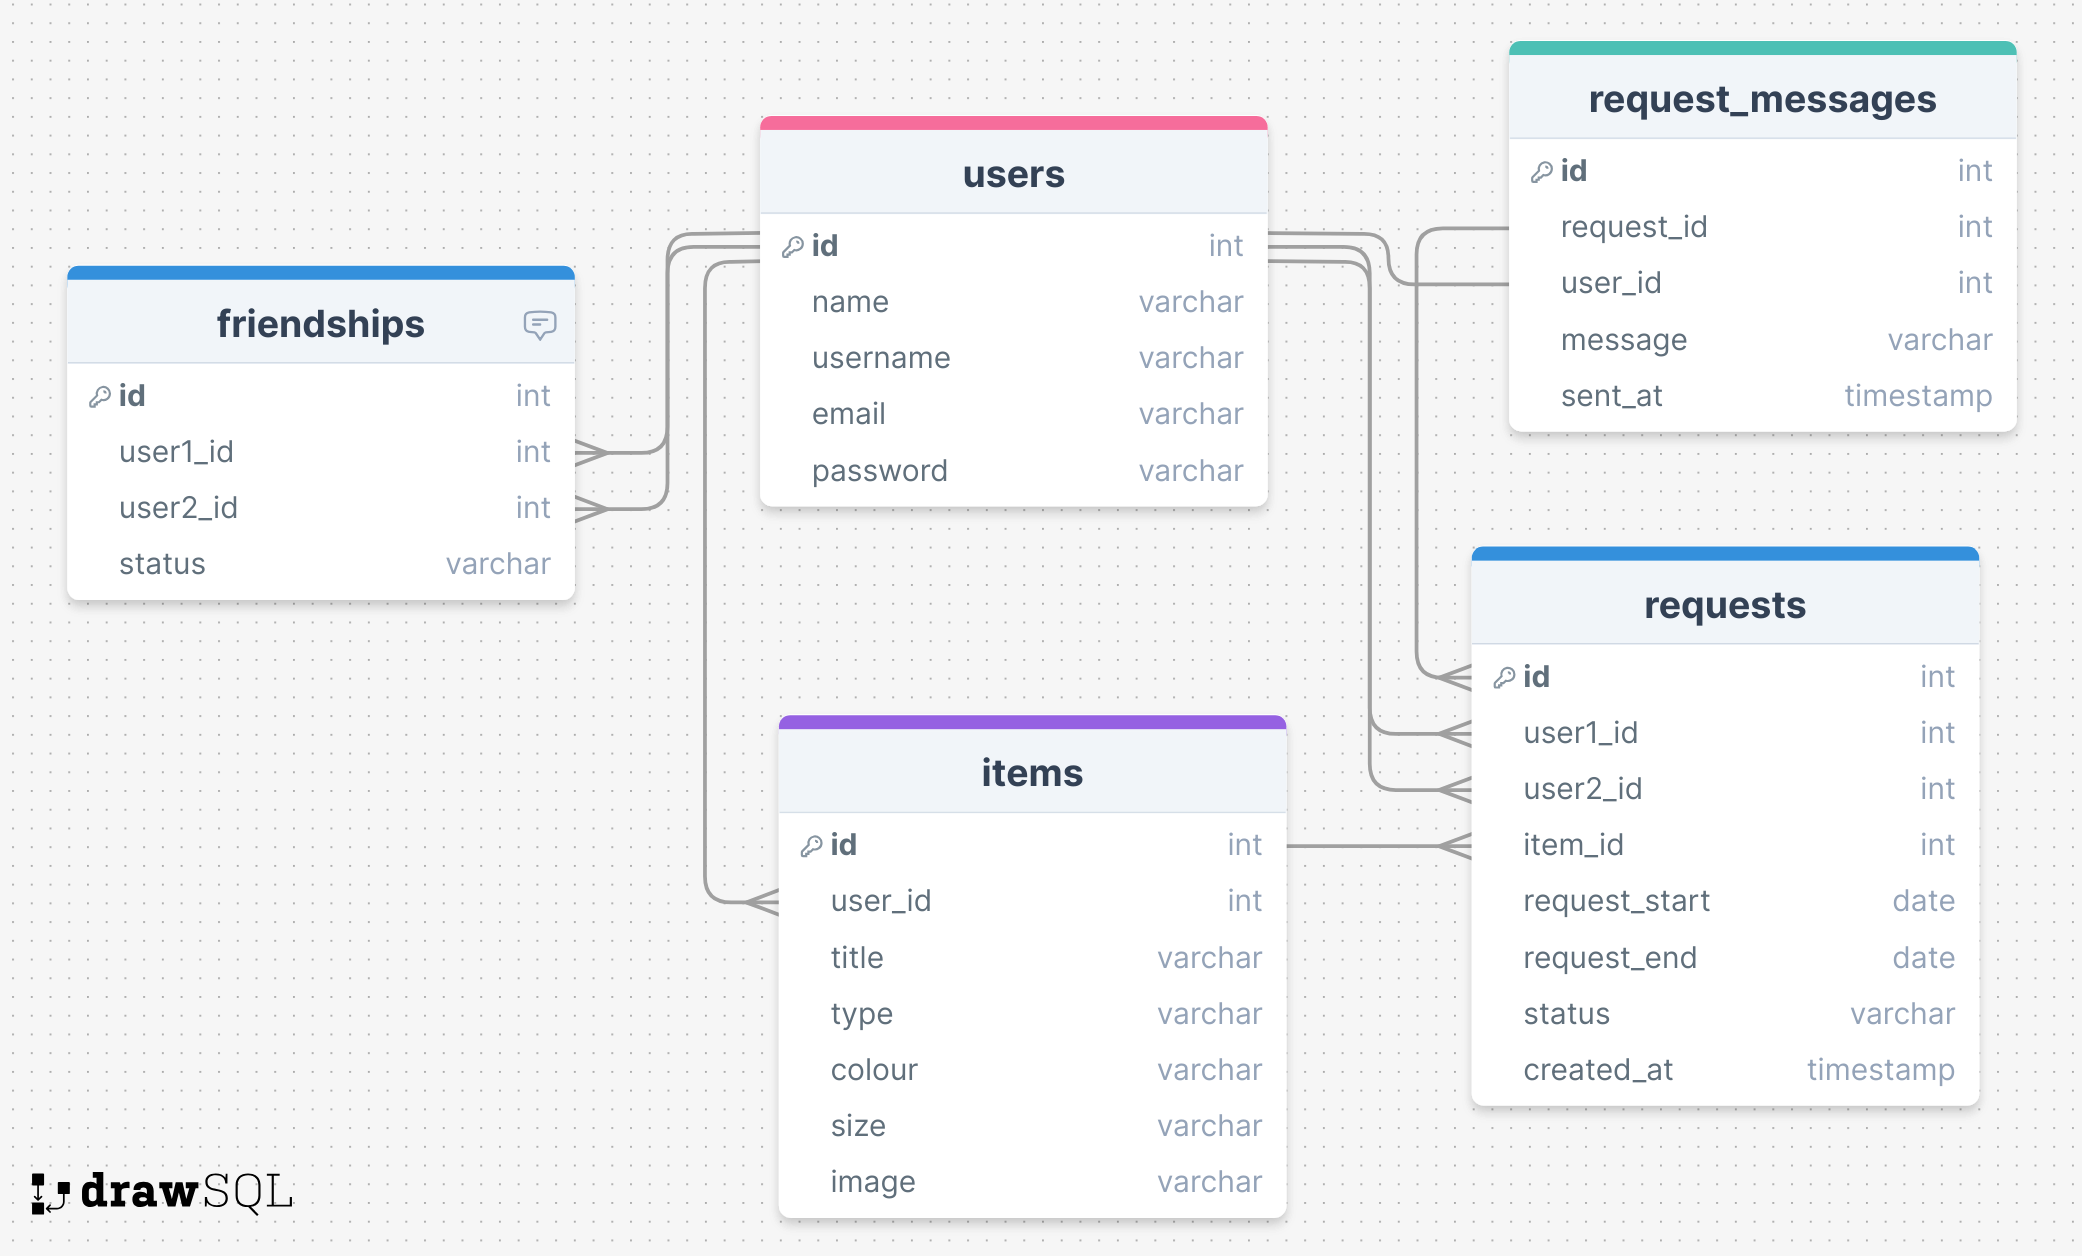 friendships
id int
user1_id int
user2_id int
status varchar
users
id int
name varchar
username varchar
email varchar
password varchar
request_messages
id int
request_id int
user_id int
message varchar
sent_at timestamp
items
id int
user_id int
title varchar
type varchar
colour varchar
size varchar
image varchar
requests
id int
user1_id int
user2_id int
item_id int
request_start date
request_end date
status varchar
created_at timestamp
drawSQL